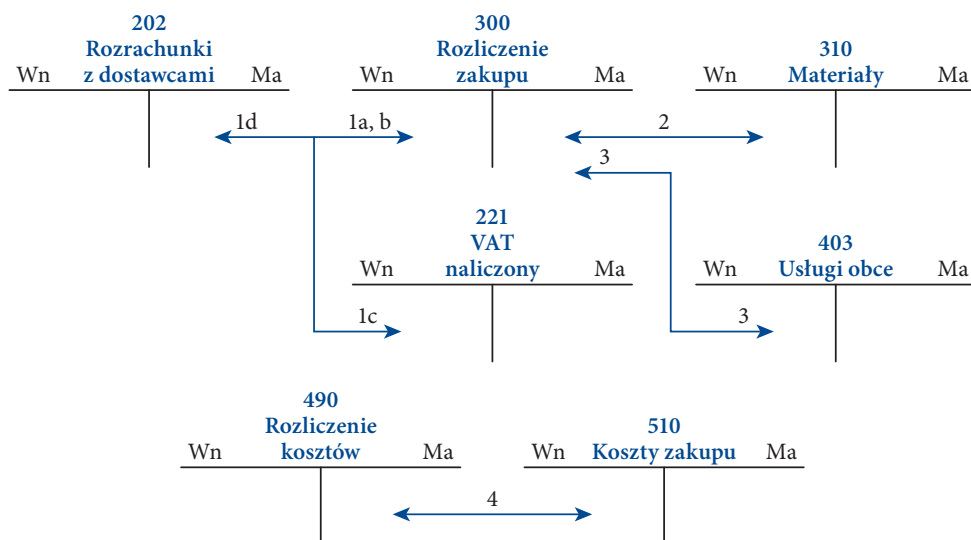 202
Rozrachunki
z dostawcami
Wn
Ma
300
Rozliczenie
zakupu
Wn
Ma
310
Materiały
Wn
Ma
1d
1a, b
2
3
221
VAT
naliczony
Wn
Ma
403
Usługi obce
Wn
Ma
1c
3
490
Rozliczenie
kosztów
Wn
Ma
510
Koszty zakupu
Wn
Ma
4